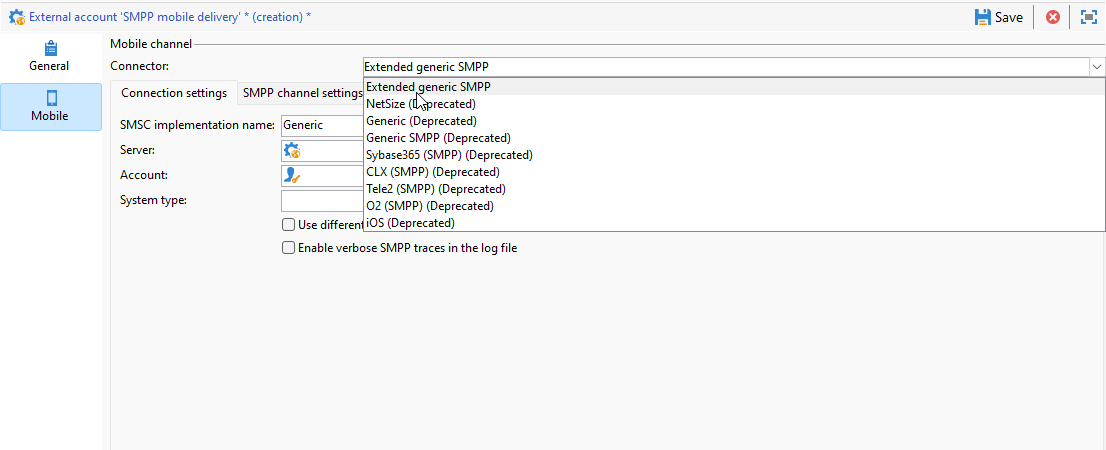 External account 'SMPP mobile delivery' * (creation) *
Save
General
Mobile
Mobile channel
Connector:
Extended generic SMPP
Extended generic SMPP
NetSize (Deprecated)
Generic (Deprecated)
Generic SMPP (Deprecated)
Sybase365 (SMPP) (Deprecated)
CLX (SMPP) (Deprecated)
Tele2 (SMPP) (Deprecated)
O2 (SMPP) (Deprecated)
iOS (Deprecated)
Connection settings
SMPP channel settings
SMSC implementation name:
Generic
Server:
Account:
System type:
Use different
Enable verbose SMPP traces in the log file